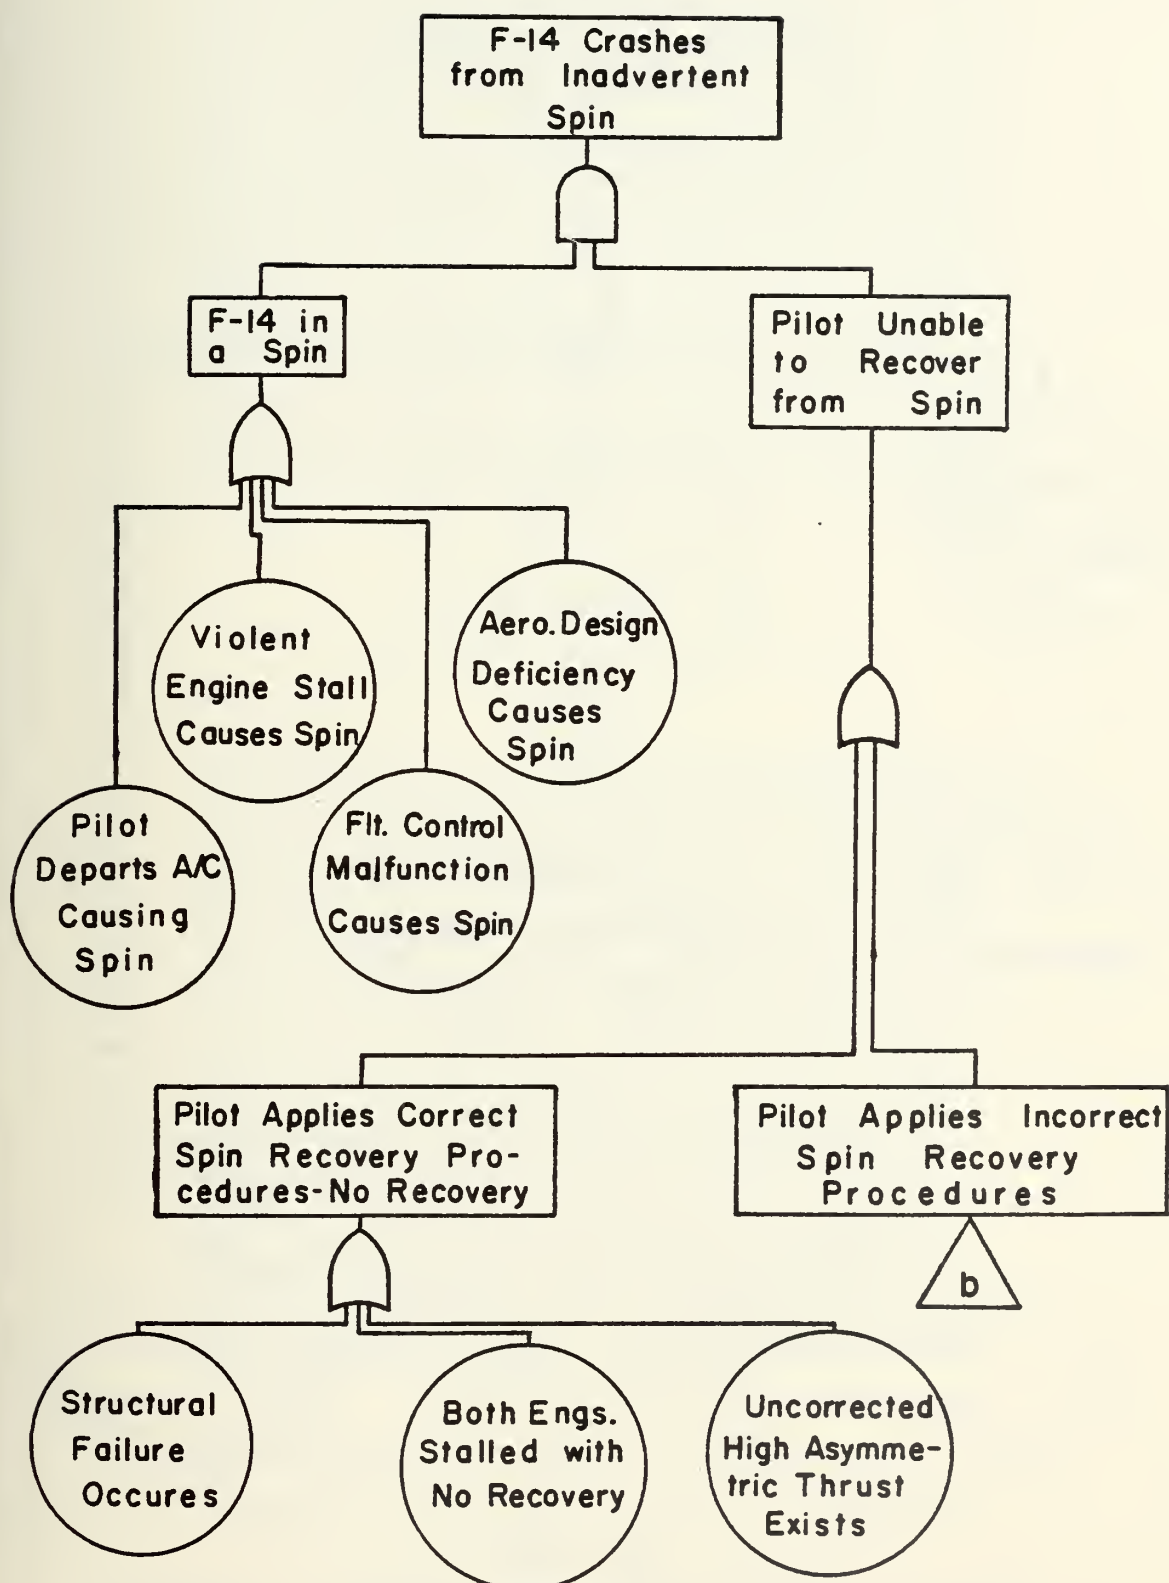 F-14 Crashes
from Inadvertent
Spin
F-14 in
a Spin
Pilot Unable
to Recover
from Spin
Violent
Engine Stall
Causes Spin
Aero. Design
Deficiency
Causes
Spin
Pilot
Departs A/C
Causing
Spin
Flt. Control
Malfunction
Causes Spin
Pilot Applies Correct
Spin Recovery Pro-
cedures-No Recovery
Pilot Applies Incorrect
Spin Recovery
Procedures
b
Structural
Failure
Occures
Both Engs.
Stalled with
No Recovery
Uncorrected
High Asymme-
tric Thrust
Exists